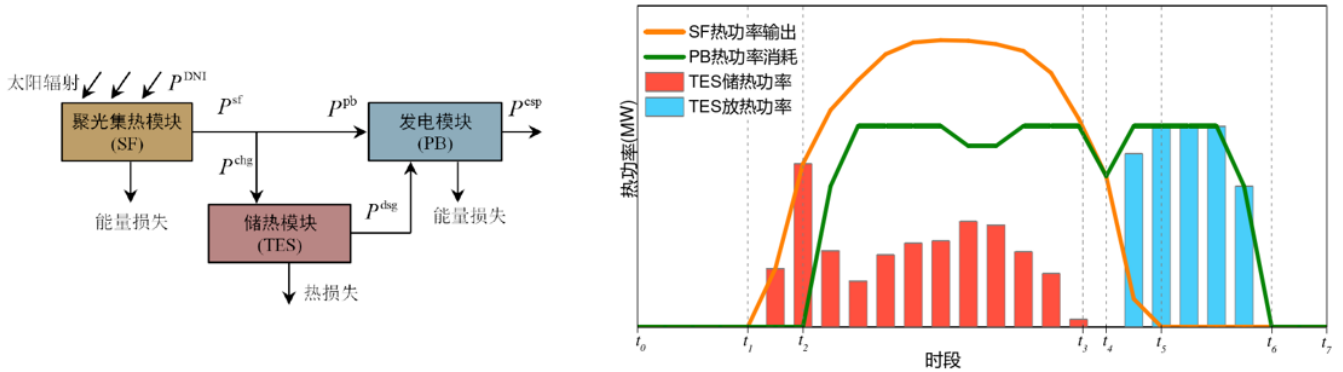 太阳辐射
P^DNI
聚光集热模块
(SF)
P^sf
P^pb
发电模块
(PB)
P^csp
P^chg
能量损失
储热模块
(TES)
P^dsg
能量损失
热损失
SF热功率输出
PB热功率消耗
TES储热功率
TES放热功率
热功率(MW)
t0 t1 t2 t3 t4 t5 t6 t7
时段